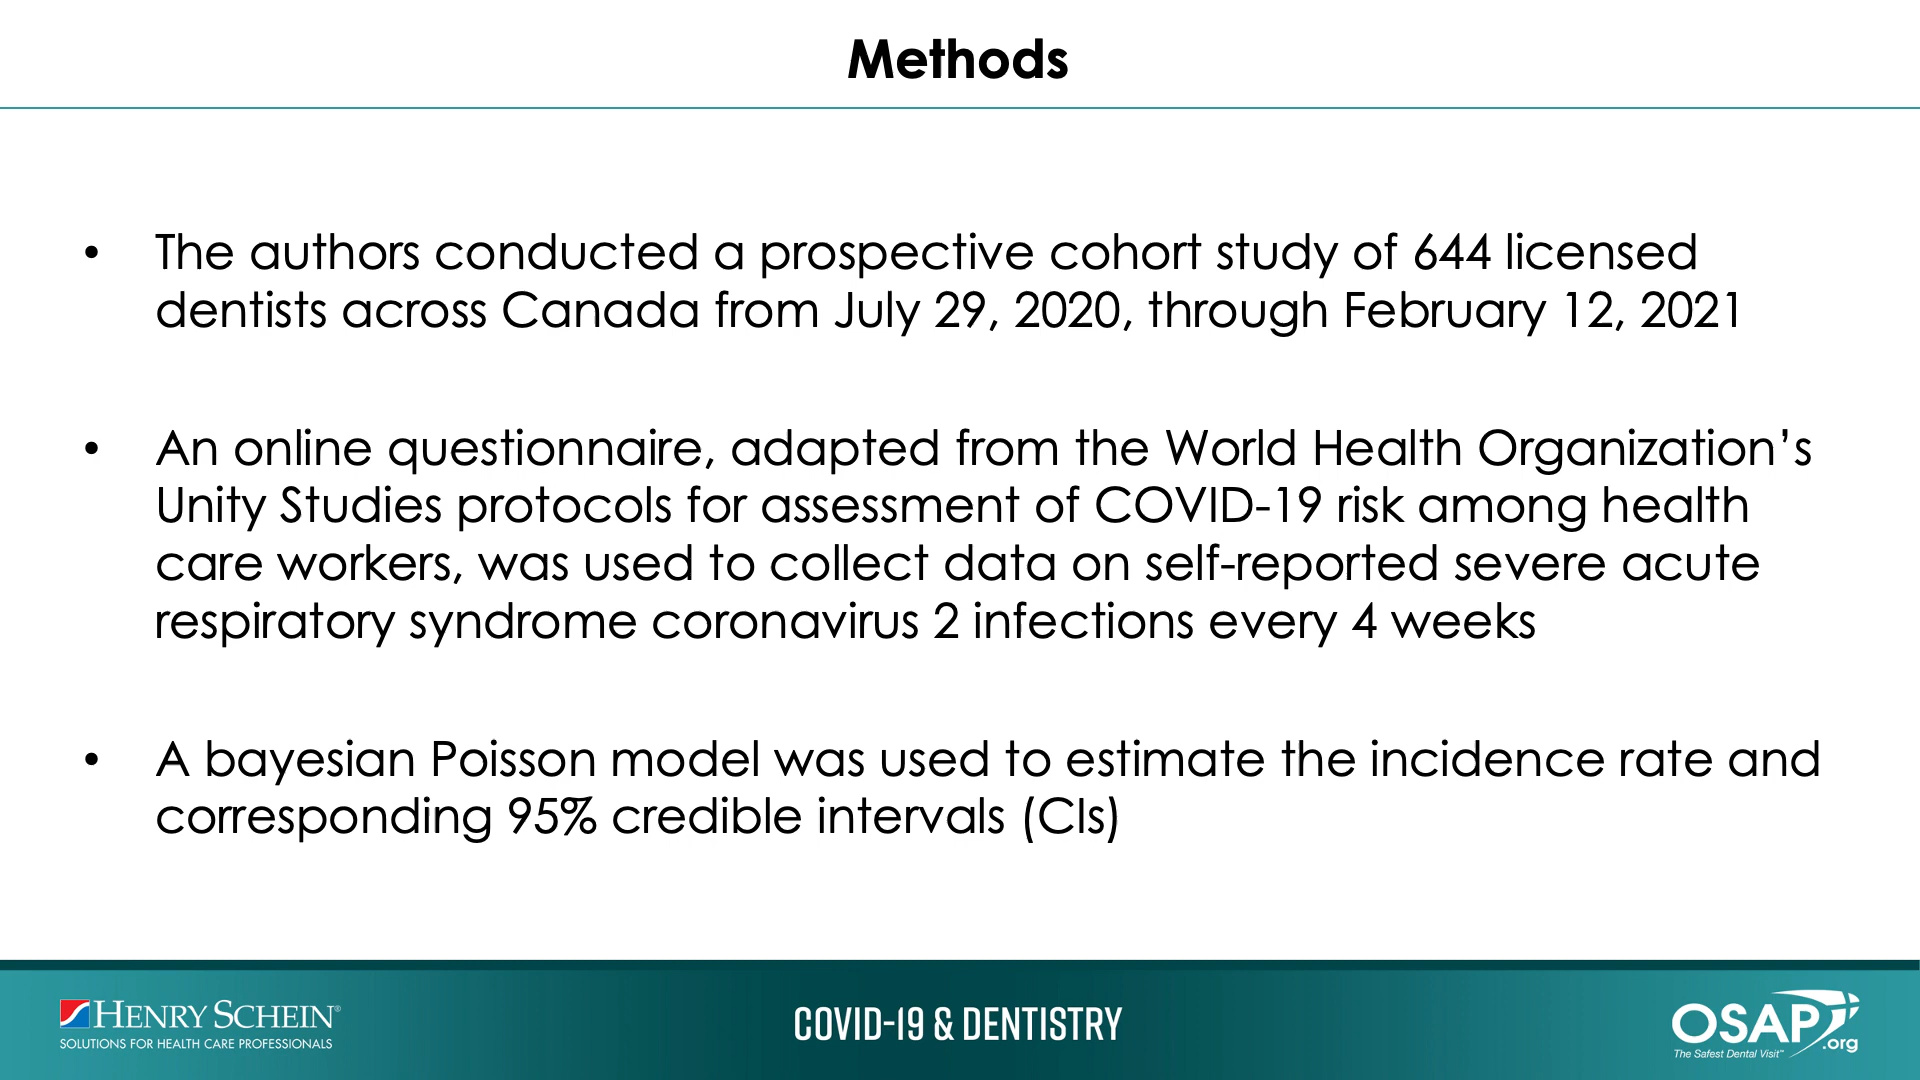 Methods
• The authors conducted a prospective cohort study of 644 licensed
dentists across Canada from July 29, 2020, through February 12, 2021
• An online questionnaire, adapted from the World Health Organization’s
Unity Studies protocols for assessment of COVID-19 risk among health
care workers, was used to collect data on self-reported severe acute
respiratory syndrome coronavirus 2 infections every 4 weeks
• A bayesian Poisson model was used to estimate the incidence rate and
corresponding 95% credible intervals (CIs)
HENRY SCHEIN®
SOLUTIONS FOR HEALTH CARE PROFESSIONALS
COVID-19 & DENTISTRY
OSAP
.org
The Safest Dental Visit™